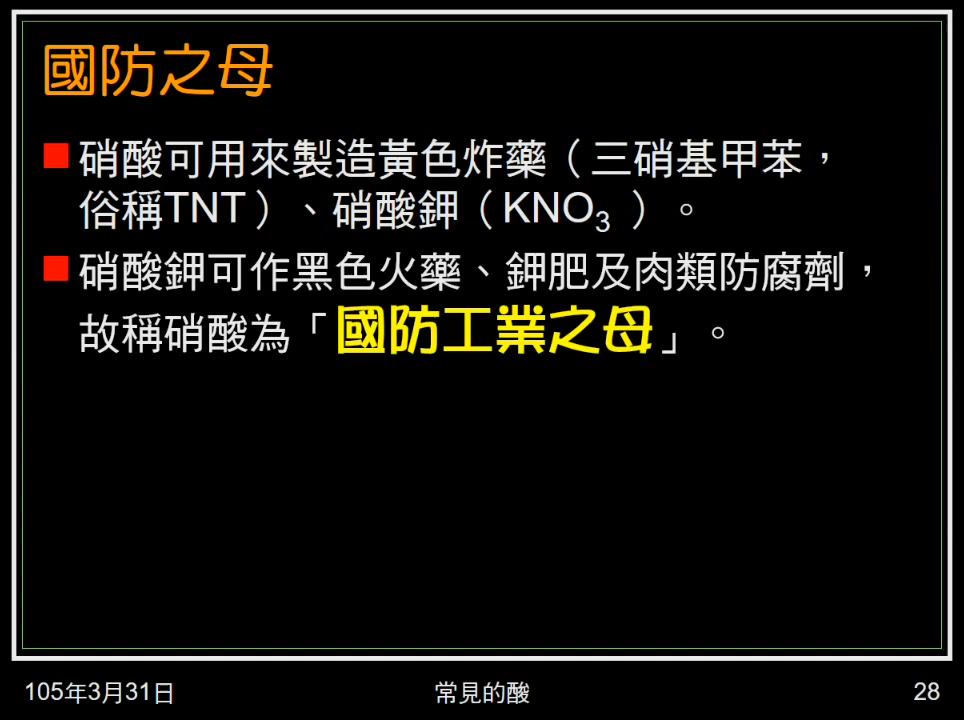 國防之母
硝酸可用來製造黃色炸藥（三硝基甲苯，
俗稱TNT）、硝酸鉀（KNO₃）。
硝酸鉀可作黑色火藥、鉀肥及肉類防腐劑，
故稱硝酸為「國防工業之母」。
105年3月31日
常見的酸
28